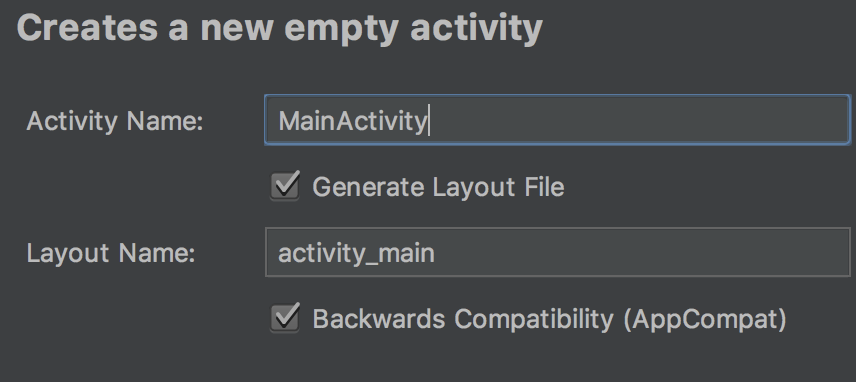 Creates a new empty activity
Activity Name: MainActivity
Generate Layout File
Layout Name: activity_main
Backwards Compatibility (AppCompat)